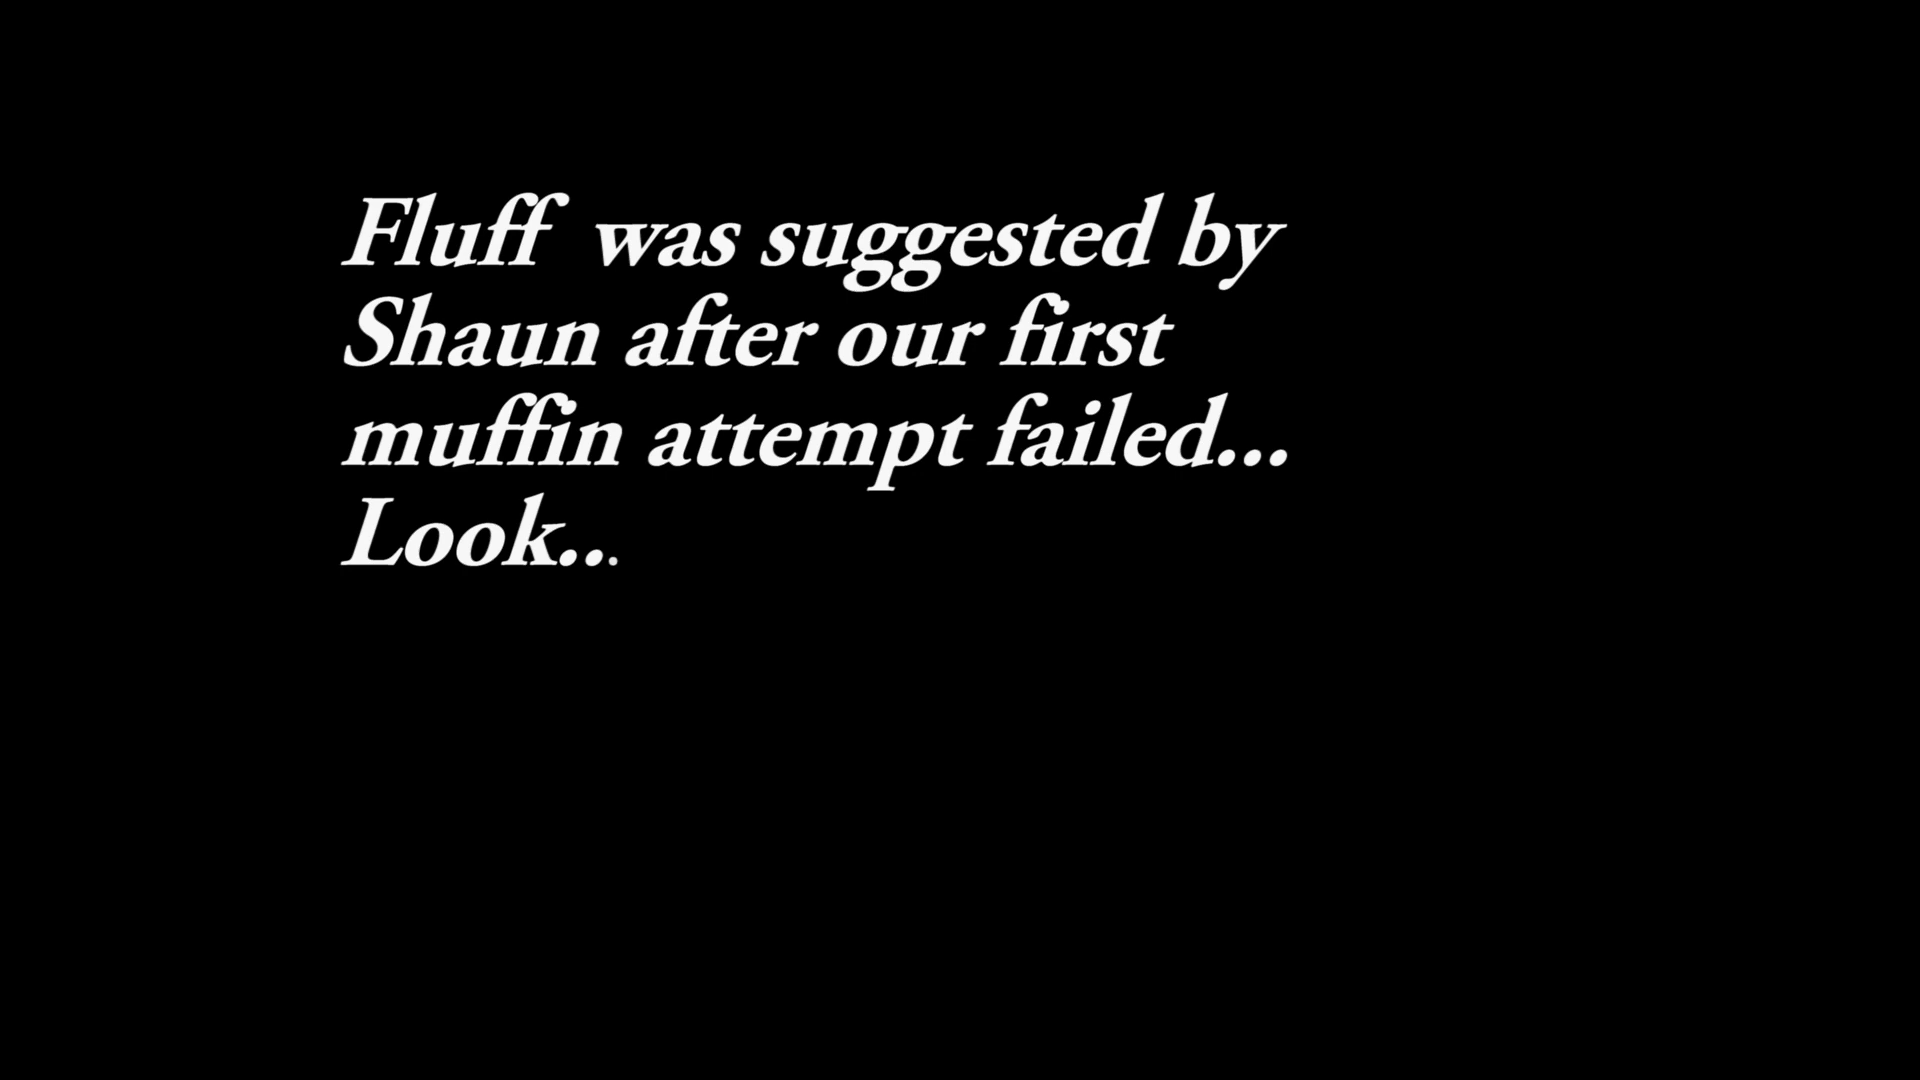 Fluff  was suggested by
Shaun after our first
muffin attempt failed...
Look...